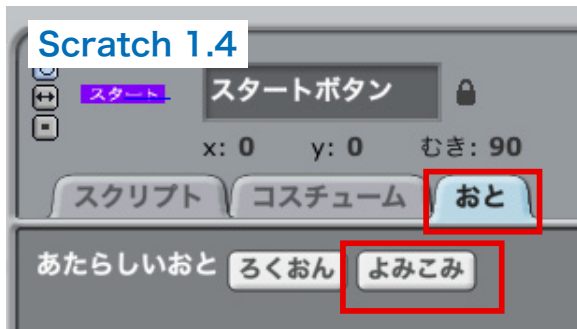 Scratch 1.4
スタート スタートボタン
x: 0 y: 0 むき: 90
スクリプト コスチューム おと
あたらしいおと ろくおん よみこみ